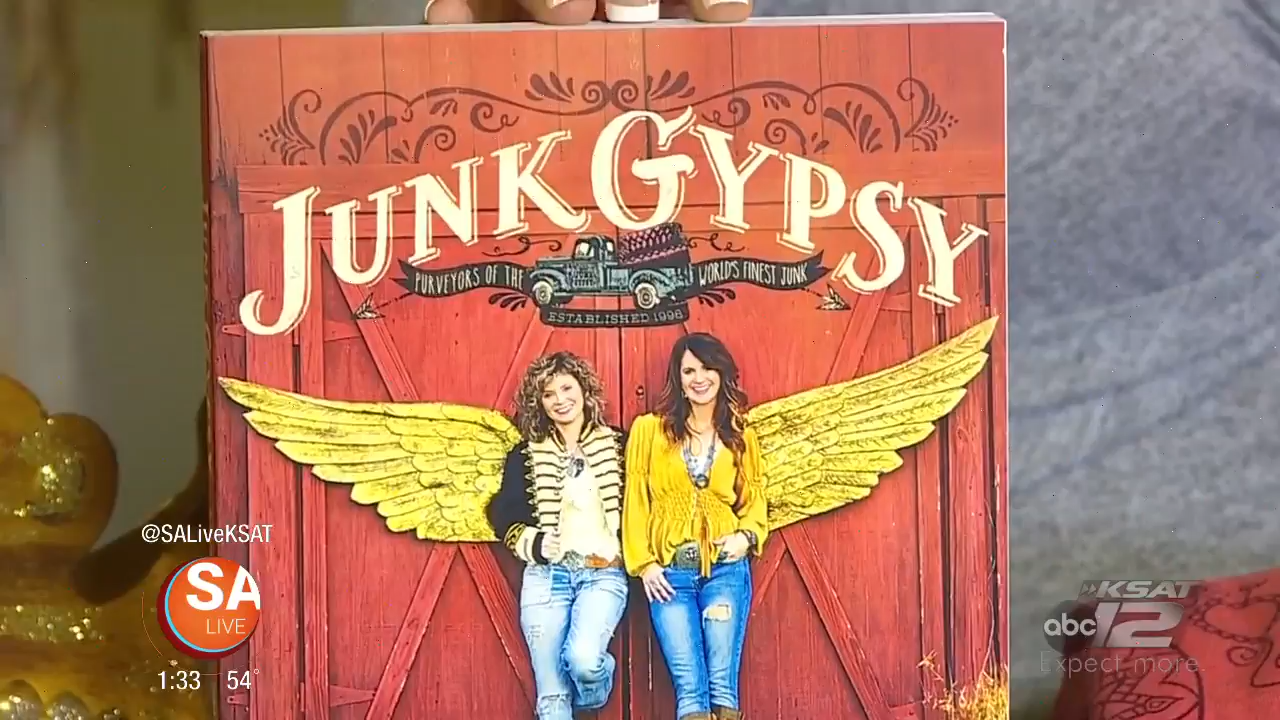 JUNK GYPSY
PURVEYORS OF THE WORLD'S FINEST JUNK
ESTABLISHED 1998
@SALiveKSAT
SA
LIVE
1:33 54°
KSAT
abc 12
Expect more.